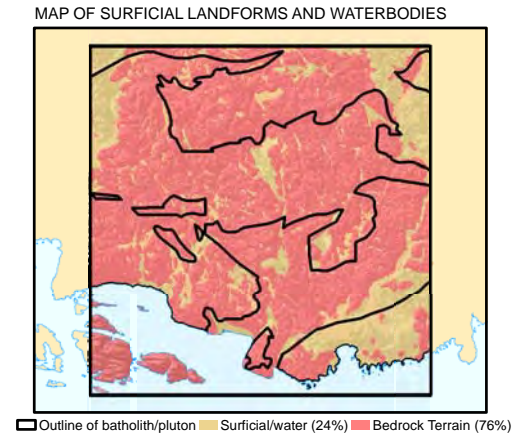 MAP OF SURFICIAL LANDFORMS AND WATERBODIES
Outline of batholith/pluton Surficial/water (24%) Bedrock Terrain (76%)